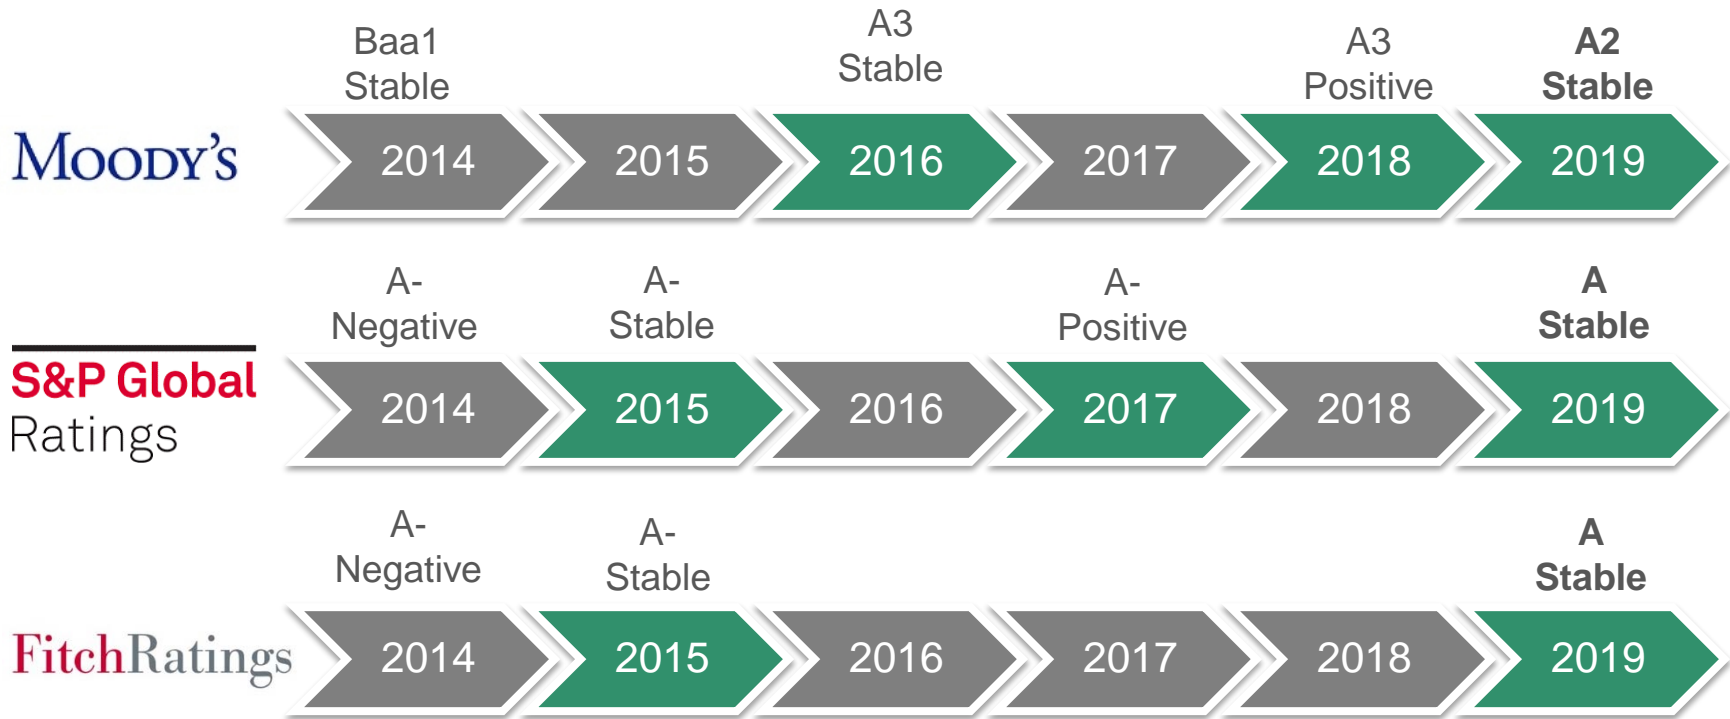 Baa1
Stable
A3
Stable
A3
Positive
A2
Stable
MOODY'S
2014
2015
2016
2017
2018
2019
A-
Negative
A-
Stable
A-
Positive
A
Stable
S&P Global
Ratings
2014
2015
2016
2017
2018
2019
A-
Negative
A-
Stable
A
Stable
FitchRatings
2014
2015
2016
2017
2018
2019